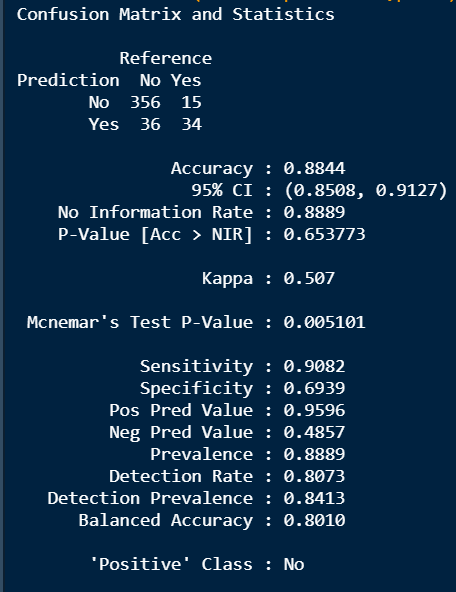 Confusion Matrix and Statistics
Reference
Prediction No Yes
No 356 15
Yes 36 34
Accuracy : 0.8844
95% CI : (0.8508, 0.9127)
No Information Rate : 0.8889
P-Value [Acc > NIR] : 0.653773
Kappa : 0.507
Mcnemar's Test P-Value : 0.005101
Sensitivity : 0.9082
Specificity : 0.6939
Pos Pred Value : 0.9596
Neg Pred Value : 0.4857
Prevalence : 0.8889
Detection Rate : 0.8073
Detection Prevalence : 0.8413
Balanced Accuracy : 0.8010
'Positive' Class : No